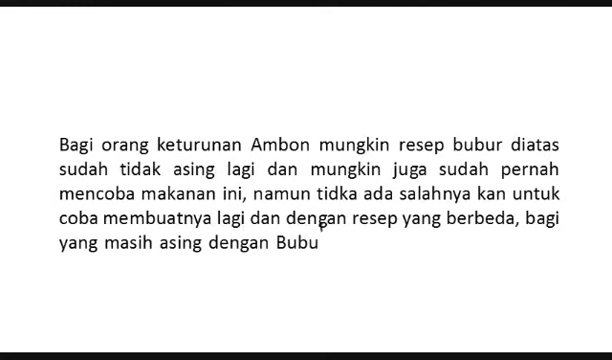 Bagi orang keturunan Ambon mungkin resep bubur diatas
sudah tidak asing lagi dan mungkin juga sudah pernah
mencoba makanan ini, namun tidka ada salahnya kan untuk
coba membuatnya lagi dan dengan resep yang berbeda, bagi
yang masih asing dengan Bubu